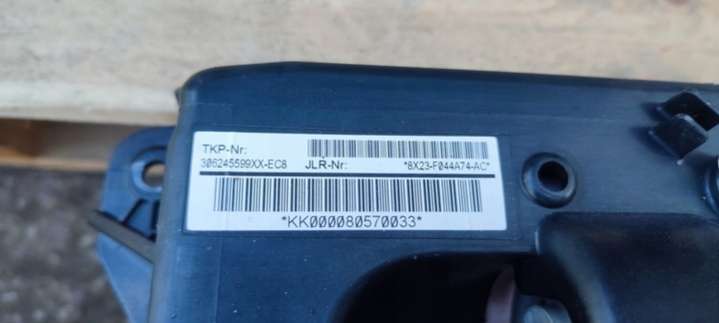 TKP-Nr:
306245599XX-EC8 JLR-Nr: *8X23-F044A74-AC*
*KK000080570033*